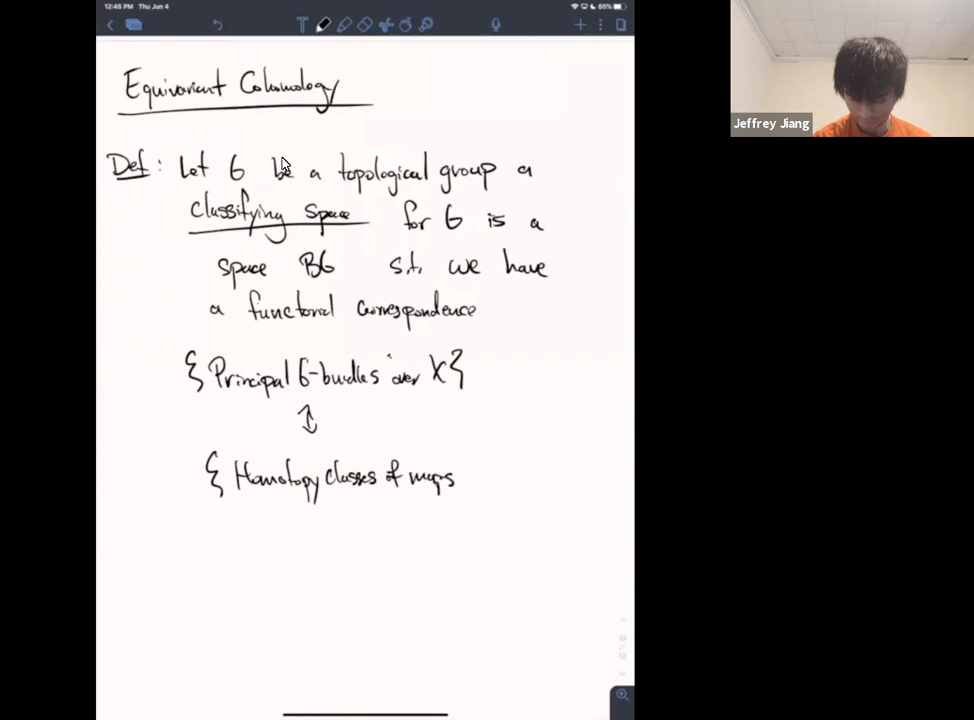 12:45 PM Thu Jun 4
65%
Equivariant Cohomology
Def: Let G be a topological group a
classifying space for G is a
space BG s.t. we have
a functorial correspondence
{ Principal G-bundles over X }
↕
{ Homotopy classes of maps
Jeffrey Jiang